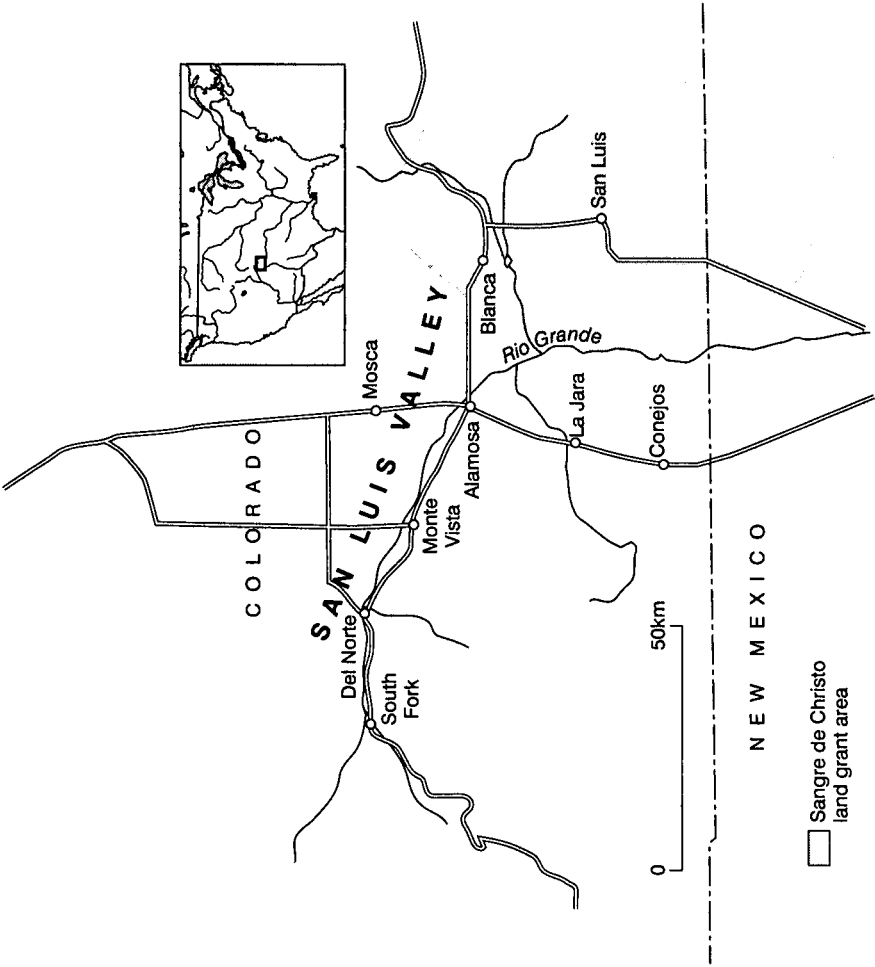 COLORADO
SAN LUIS VALLEY
Mosca
Del Norte
South
Fork
Monte
Vista
Alamosa
Blanca
Rio Grande
San Luis
La Jara
Conejos
0
50km
NEW MEXICO
Sangre de Christo
land grant area